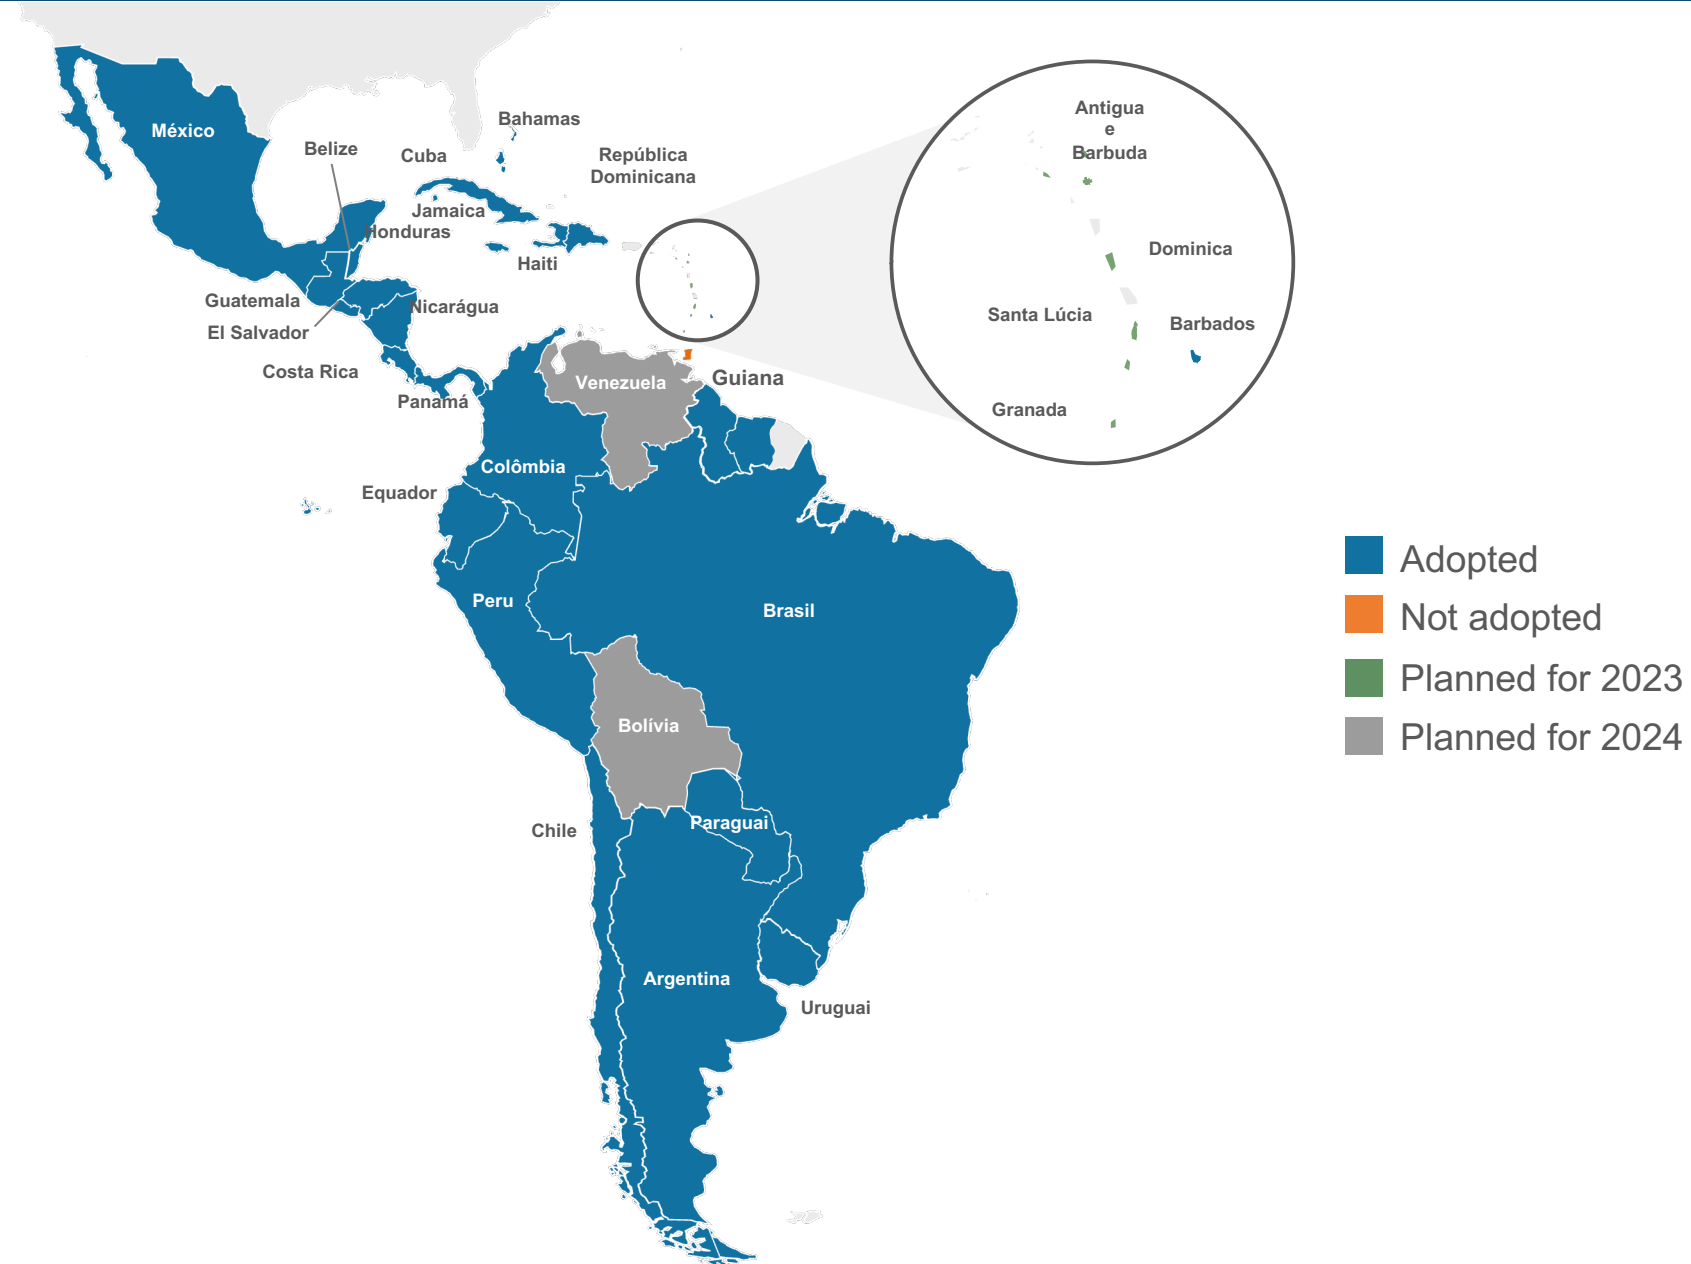 Bahamas
México
Belize
Cuba
República
Dominicana
Jamaica
Honduras
Haiti
Guatemala
Nicarágua
El Salvador
Costa Rica
Panamá
Venezuela
Guiana
Colômbia
Equador
Peru
Brasil
Bolívia
Chile
Paraguai
Argentina
Uruguai
Antigua
e
Barbuda
Dominica
Santa Lúcia
Barbados
Granada
Adopted
Not adopted
Planned for 2023
Planned for 2024